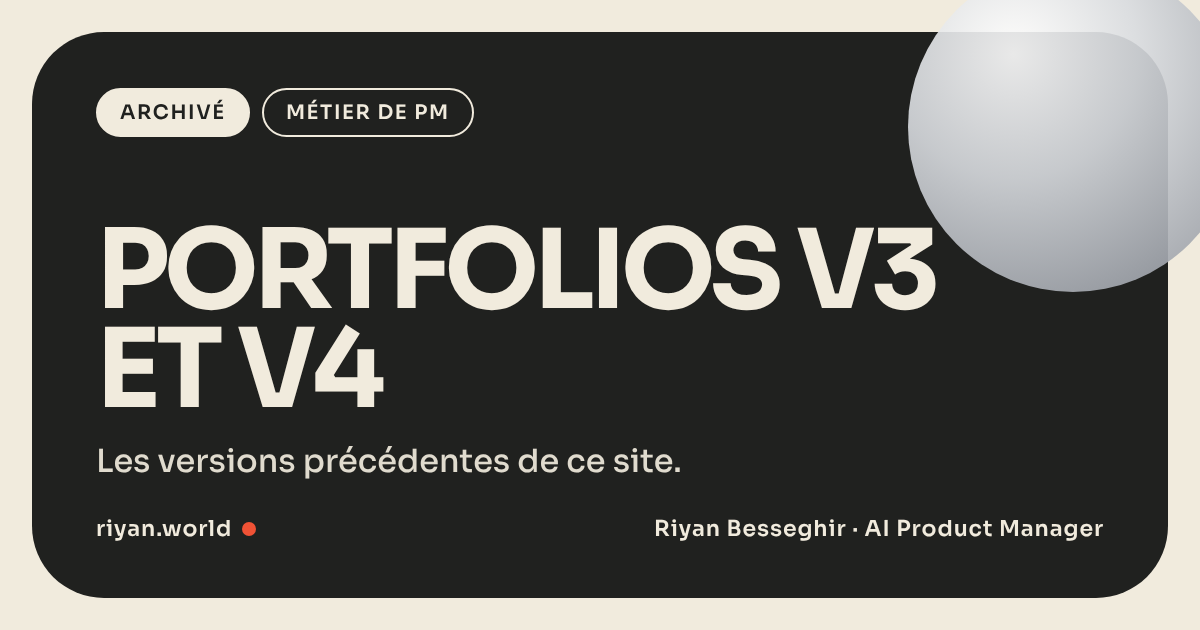 ARCHIVÉ
MÉTIER DE PM
PORTFOLIOS V3
ET V4
Les versions précédentes de ce site.
riyan.world
Riyan Besseghir · AI Product Manager